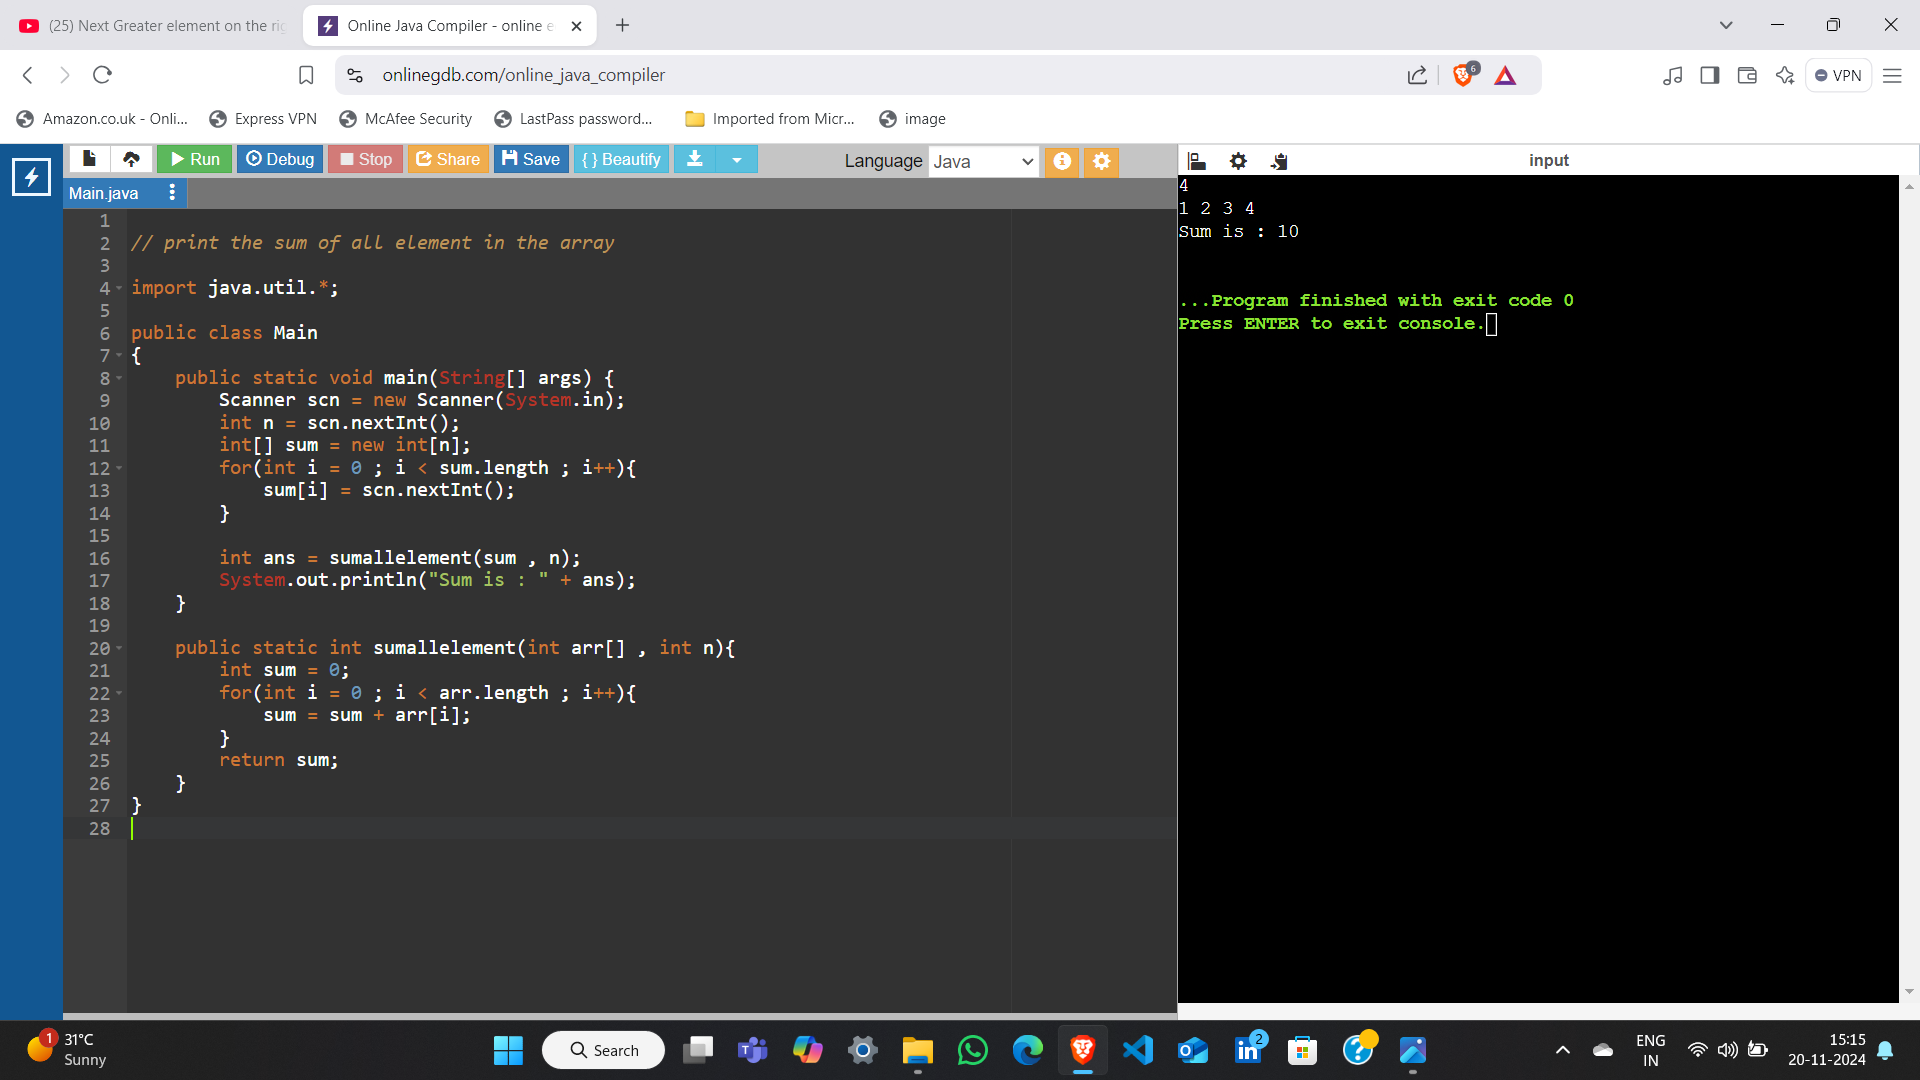 (25) Next Greater element on the rig
Online Java Compiler - online e
onlinegdb.com/online_java_compiler
6
VPN
Amazon.co.uk - Onli...
Express VPN
McAfee Security
LastPass password...
Imported from Micr...
image
Run
Debug
Stop
Share
Save
{ } Beautify
Language
Java
input
Main.java
1
2 // print the sum of all element in the array
3
4 import java.util.*;
5
6 public class Main
7 {
8     public static void main(String[] args) {
9         Scanner scn = new Scanner(System.in);
10         int n = scn.nextInt();
11         int[] sum = new int[n];
12         for(int i = 0 ; i < sum.length ; i++){
13             sum[i] = scn.nextInt();
14         }
15
16         int ans = sumallelement(sum , n);
17         System.out.println("Sum is : " + ans);
18     }
19
20     public static int sumallelement(int arr[] , int n){
21         int sum = 0;
22         for(int i = 0 ; i < arr.length ; i++){
23             sum = sum + arr[i];
24         }
25         return sum;
26     }
27 }
28
4
1 2 3 4
Sum is : 10
...Program finished with exit code 0
Press ENTER to exit console.
1
31°C
Sunny
Search
2
ENG
IN
15:15
20-11-2024